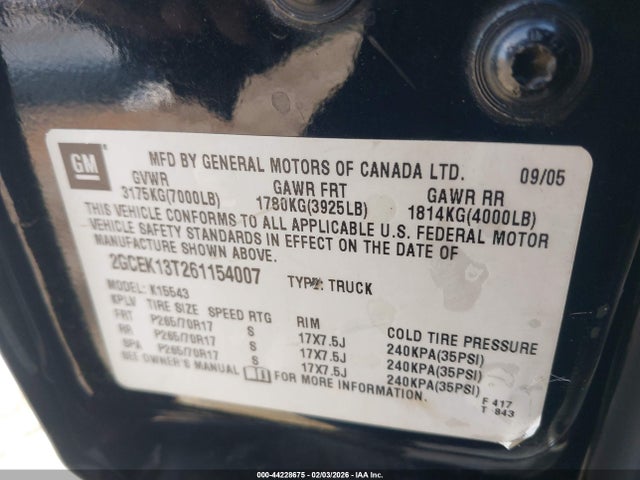 GM
MFD BY GENERAL MOTORS OF CANADA LTD. 09/05
GVWR GAWR FRT GAWR RR
3175KG(7000LB) 1780KG(3925LB) 1814KG(4000LB)
THIS VEHICLE CONFORMS TO ALL APPLICABLE U.S. FEDERAL MOTOR
VEHICLE SAFETY STANDARDS IN EFFECT ON THE DATE OF
MANUFACTURE SHOWN ABOVE.
2GCEK13T261154007 TYPE: TRUCK
MODEL: K15543
KPLV TIRE SIZE SPEED RTG RIM COLD TIRE PRESSURE
FRT P265/70R17 S 17X7.5J 240KPA(35PSI)
RR P265/70R17 S 17X7.5J 240KPA(35PSI)
SPA P265/70R17 S 17X7.5J 240KPA(35PSI)
SEE OWNER'S MANUAL FOR MORE INFORMATION.
F 417
T 843
000-44228675 - 02/03/2026 - IAA Inc.